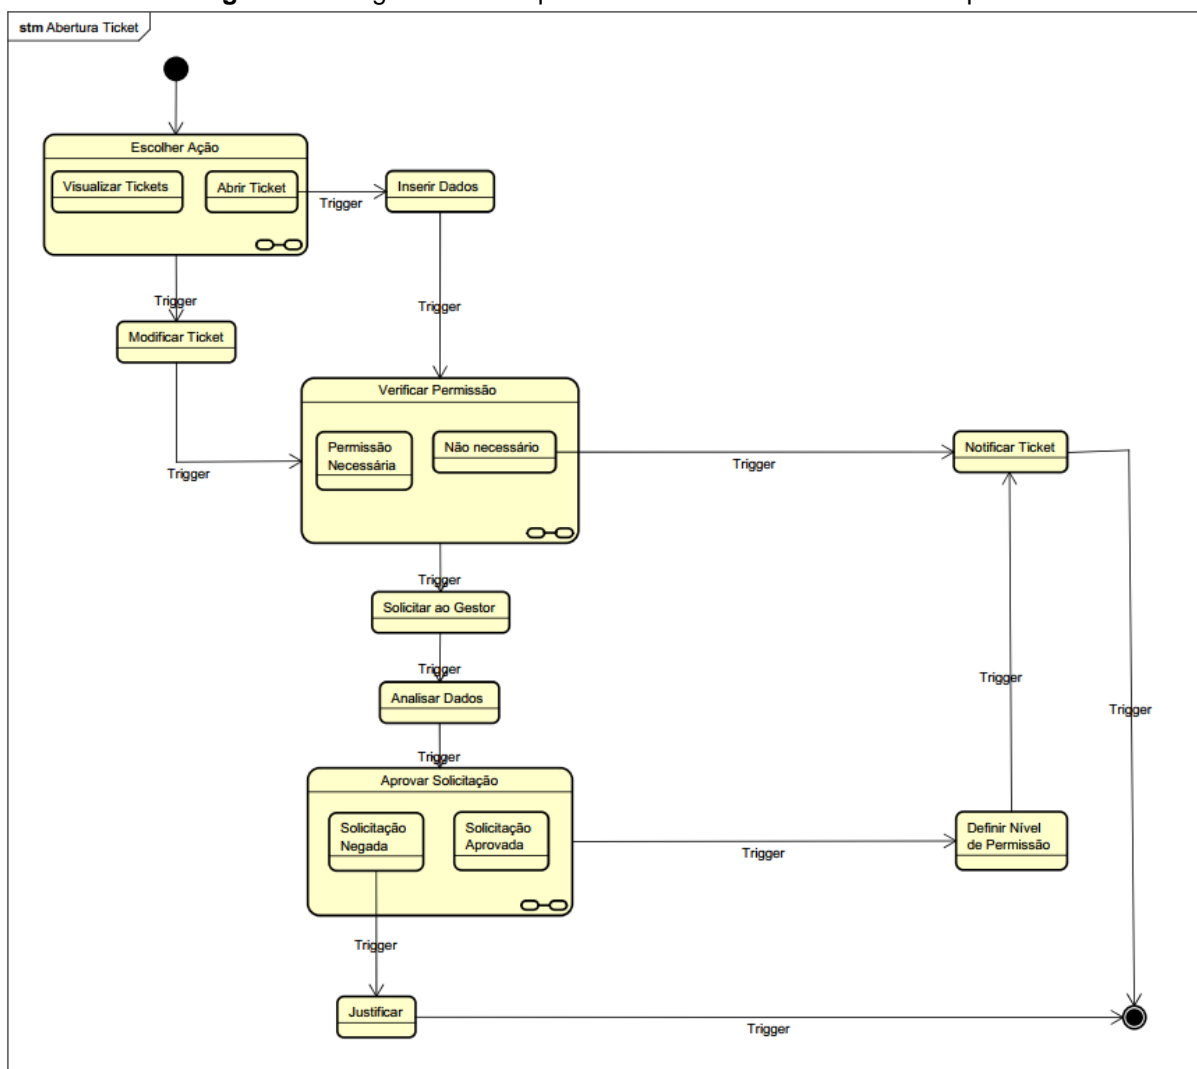 stm Abertura Ticket
Escolher Ação
Visualizar Tickets
Abrir Ticket
Trigger
Inserir Dados
Trigger
Modificar Ticket
Trigger
Trigger
Verificar Permissão
Permissão
Necessária
Não necessário
Trigger
Notificar Ticket
Trigger
Solicitar ao Gestor
Trigger
Analisar Dados
Trigger
Trigger
Trigger
Aprovar Solicitação
Solicitação
Negada
Solicitação
Aprovada
Trigger
Definir Nível
de Permissão
Trigger
Justificar
Trigger